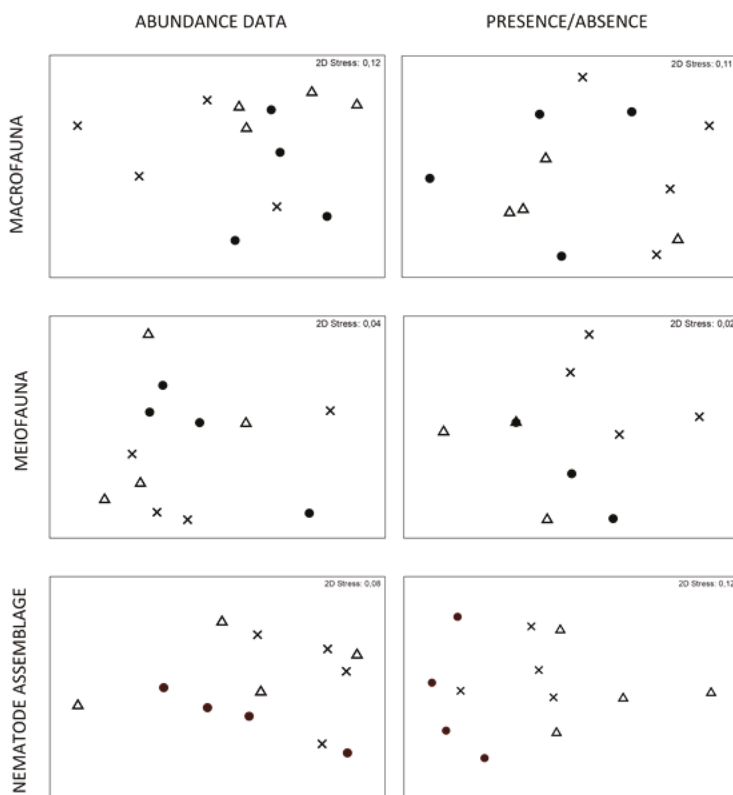 ABUNDANCE DATA
PRESENCE/ABSENCE
MACROFAUNA
2D Stress: 0,12
2D Stress: 0,11
MEIOFAUNA
2D Stress: 0,04
2D Stress: 0,02
NEMATODE ASSEMBLAGE
2D Stress: 0,08
2D Stress: 0,12